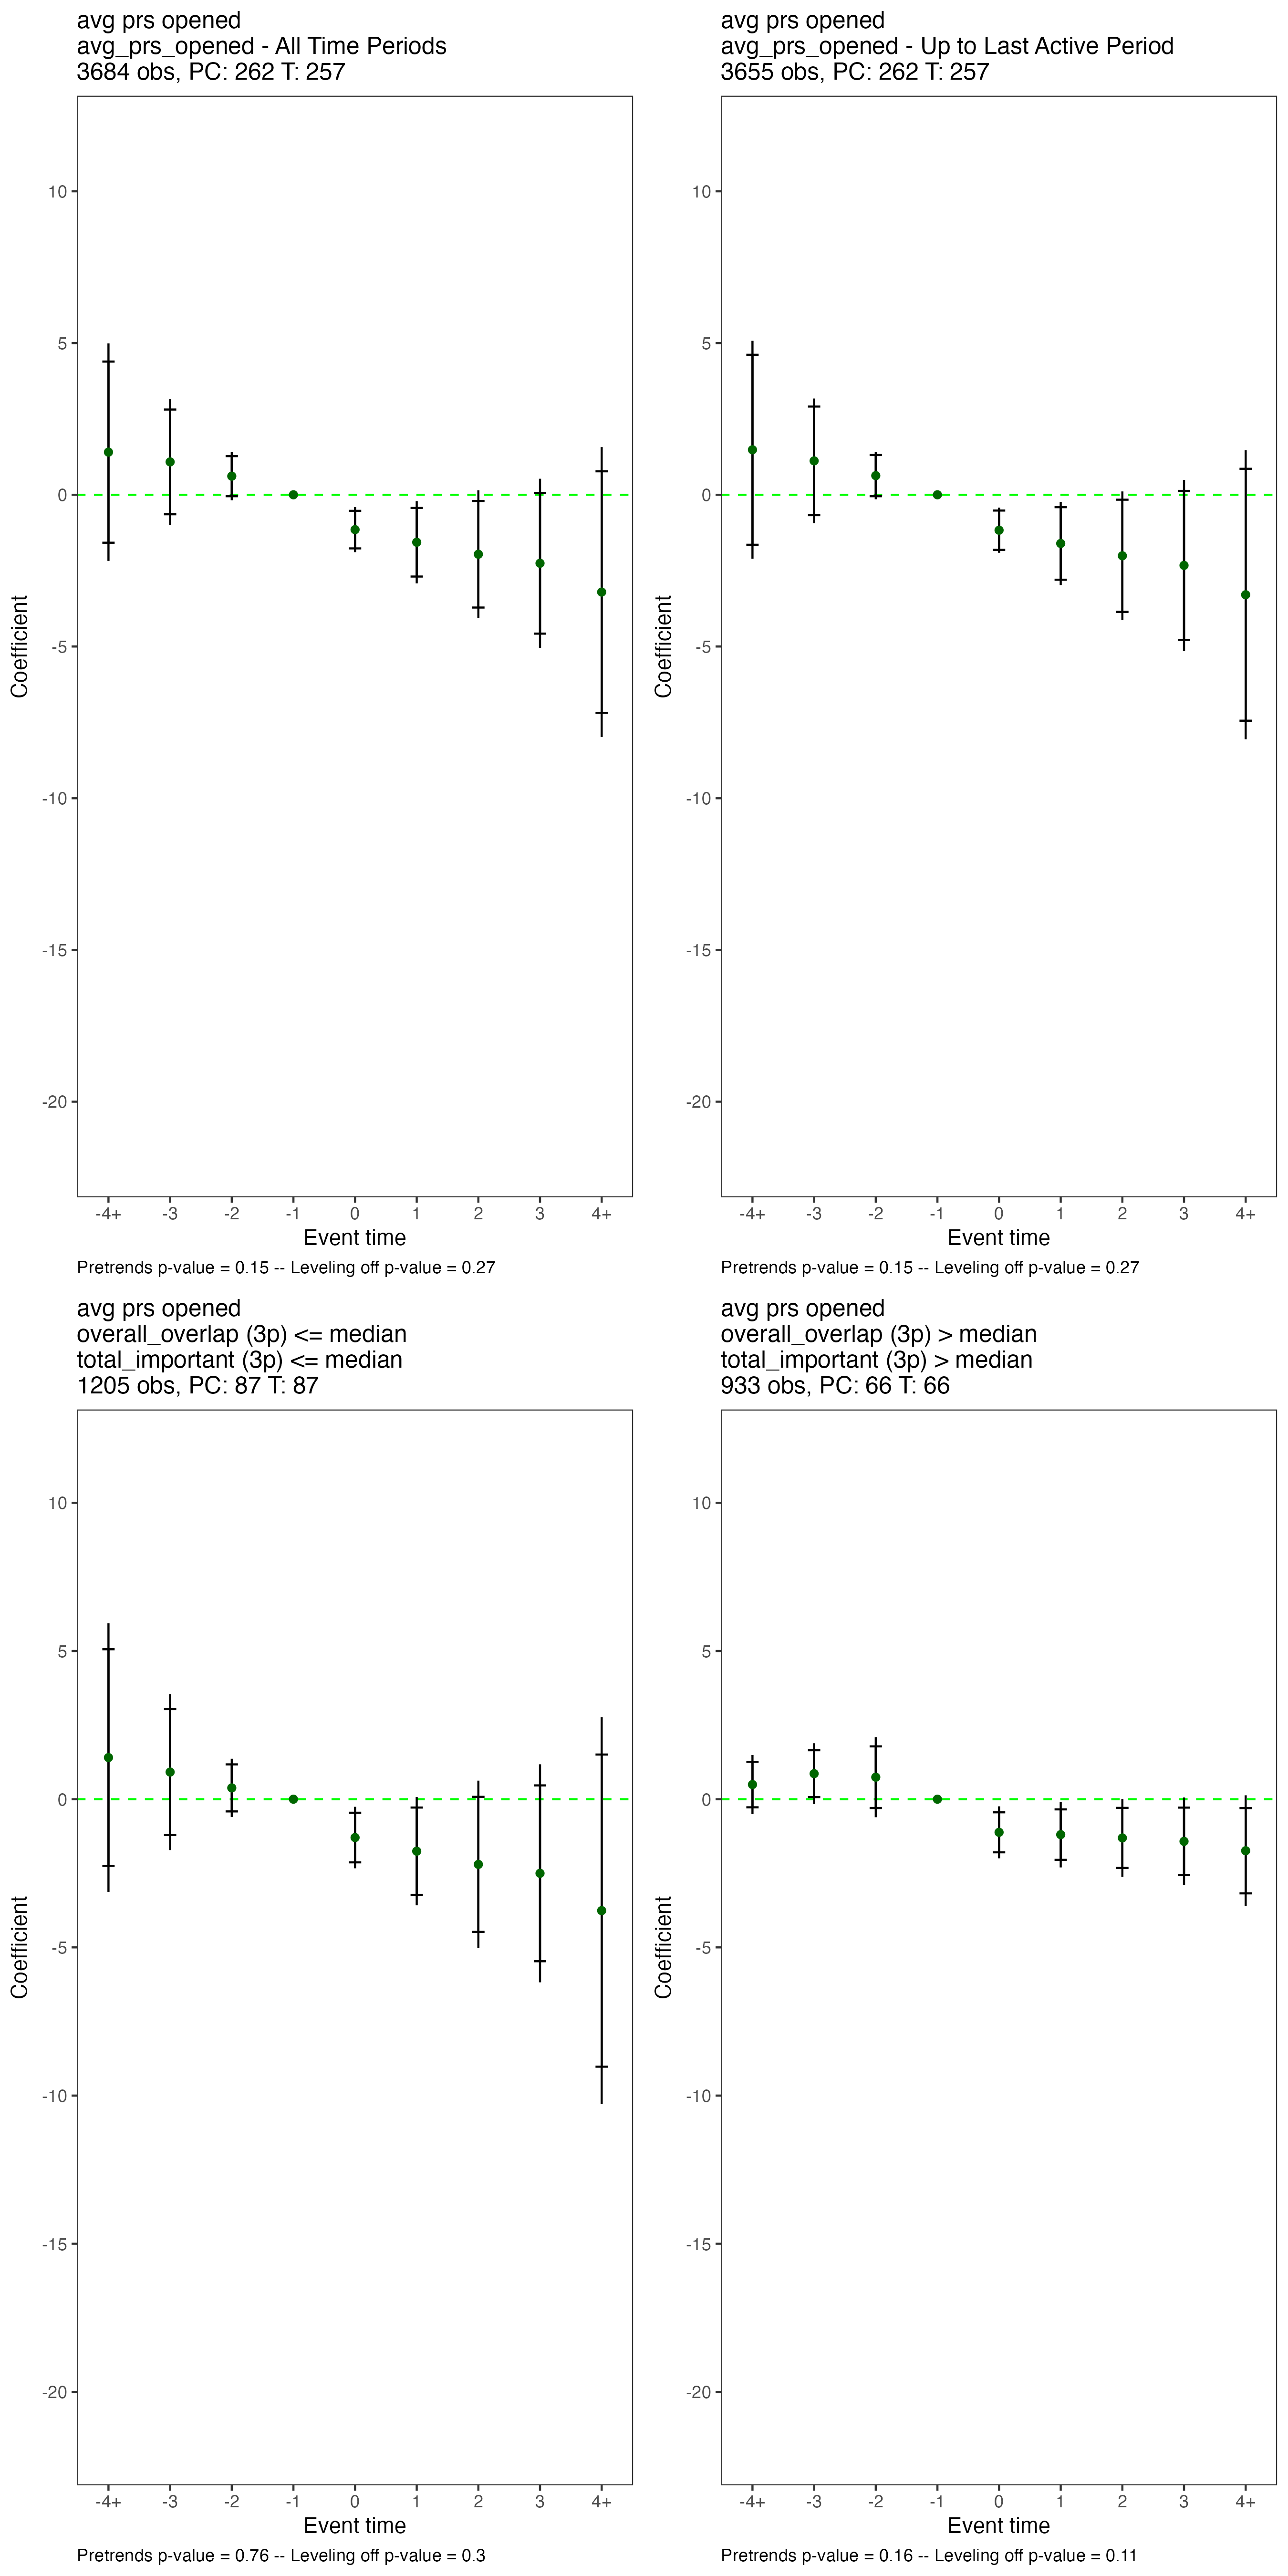 avg prs opened
avg_prs_opened - All Time Periods
3684 obs, PC: 262 T: 257
10
5
0
-5
-10
-15
-20
Coefficient
-4+ -3 -2 -1 0 1 2 3 4+
Event time
Pretrends p-value = 0.15 -- Leveling off p-value = 0.27
avg prs opened
avg_prs_opened - Up to Last Active Period
3655 obs, PC: 262 T: 257
10
5
0
-5
-10
-15
-20
Coefficient
-4+ -3 -2 -1 0 1 2 3 4+
Event time
Pretrends p-value = 0.15 -- Leveling off p-value = 0.27
avg prs opened
overall_overlap (3p) <= median
total_important (3p) <= median
1205 obs, PC: 87 T: 87
10
5
0
-5
-10
-15
-20
Coefficient
-4+ -3 -2 -1 0 1 2 3 4+
Event time
Pretrends p-value = 0.76 -- Leveling off p-value = 0.3
avg prs opened
overall_overlap (3p) > median
total_important (3p) > median
933 obs, PC: 66 T: 66
10
5
0
-5
-10
-15
-20
Coefficient
-4+ -3 -2 -1 0 1 2 3 4+
Event time
Pretrends p-value = 0.16 -- Leveling off p-value = 0.11